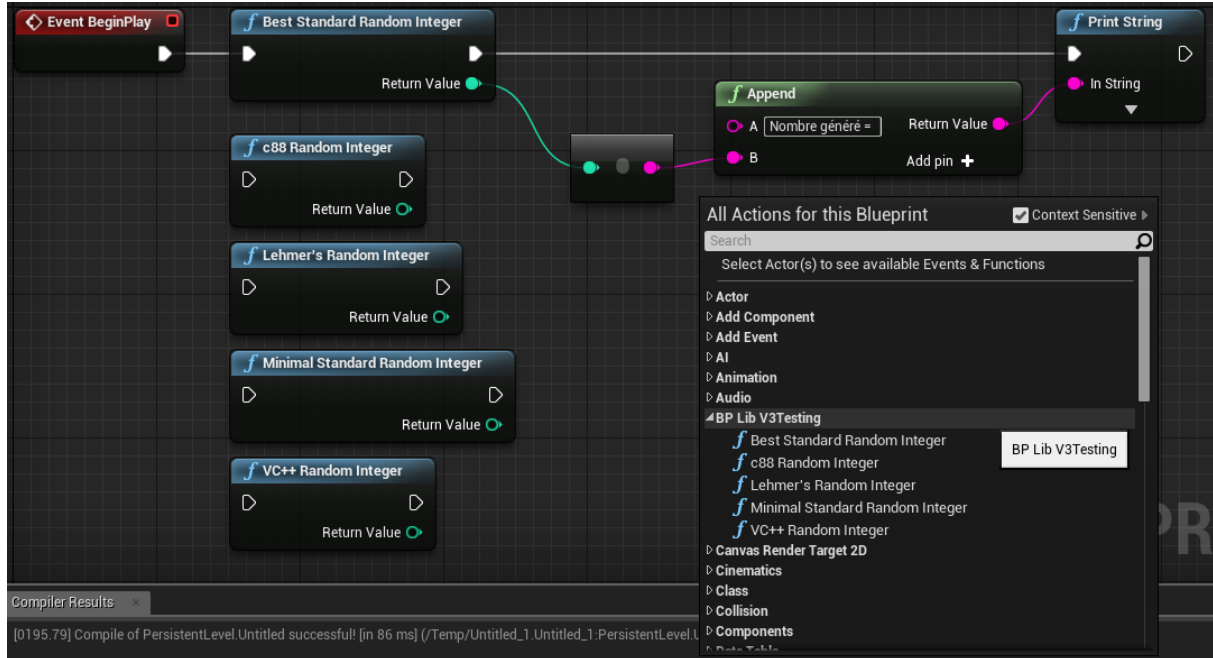 Event BeginPlay
Best Standard Random Integer
Return Value
c88 Random Integer
Return Value
Lehmer's Random Integer
Return Value
Minimal Standard Random Integer
Return Value
VC++ Random Integer
Return Value
Append
A Nombre généré =
Return Value
B
Add pin
Print String
In String
All Actions for this Blueprint
Context Sensitive
Search
Select Actor(s) to see available Events & Functions
Actor
Add Component
Add Event
AI
Animation
Audio
BP Lib V3Testing
Best Standard Random Integer
c88 Random Integer
Lehmer's Random Integer
Minimal Standard Random Integer
VC++ Random Integer
Canvas Render Target 2D
Cinematics
Class
Collision
Components
BP Lib V3Testing
PR
Compiler Results
[0195.79] Compile of PersistentLevel.Untitled successful! [in 86 ms] (/Temp/Untitled_1.Untitled_1:PersistentLevel.U